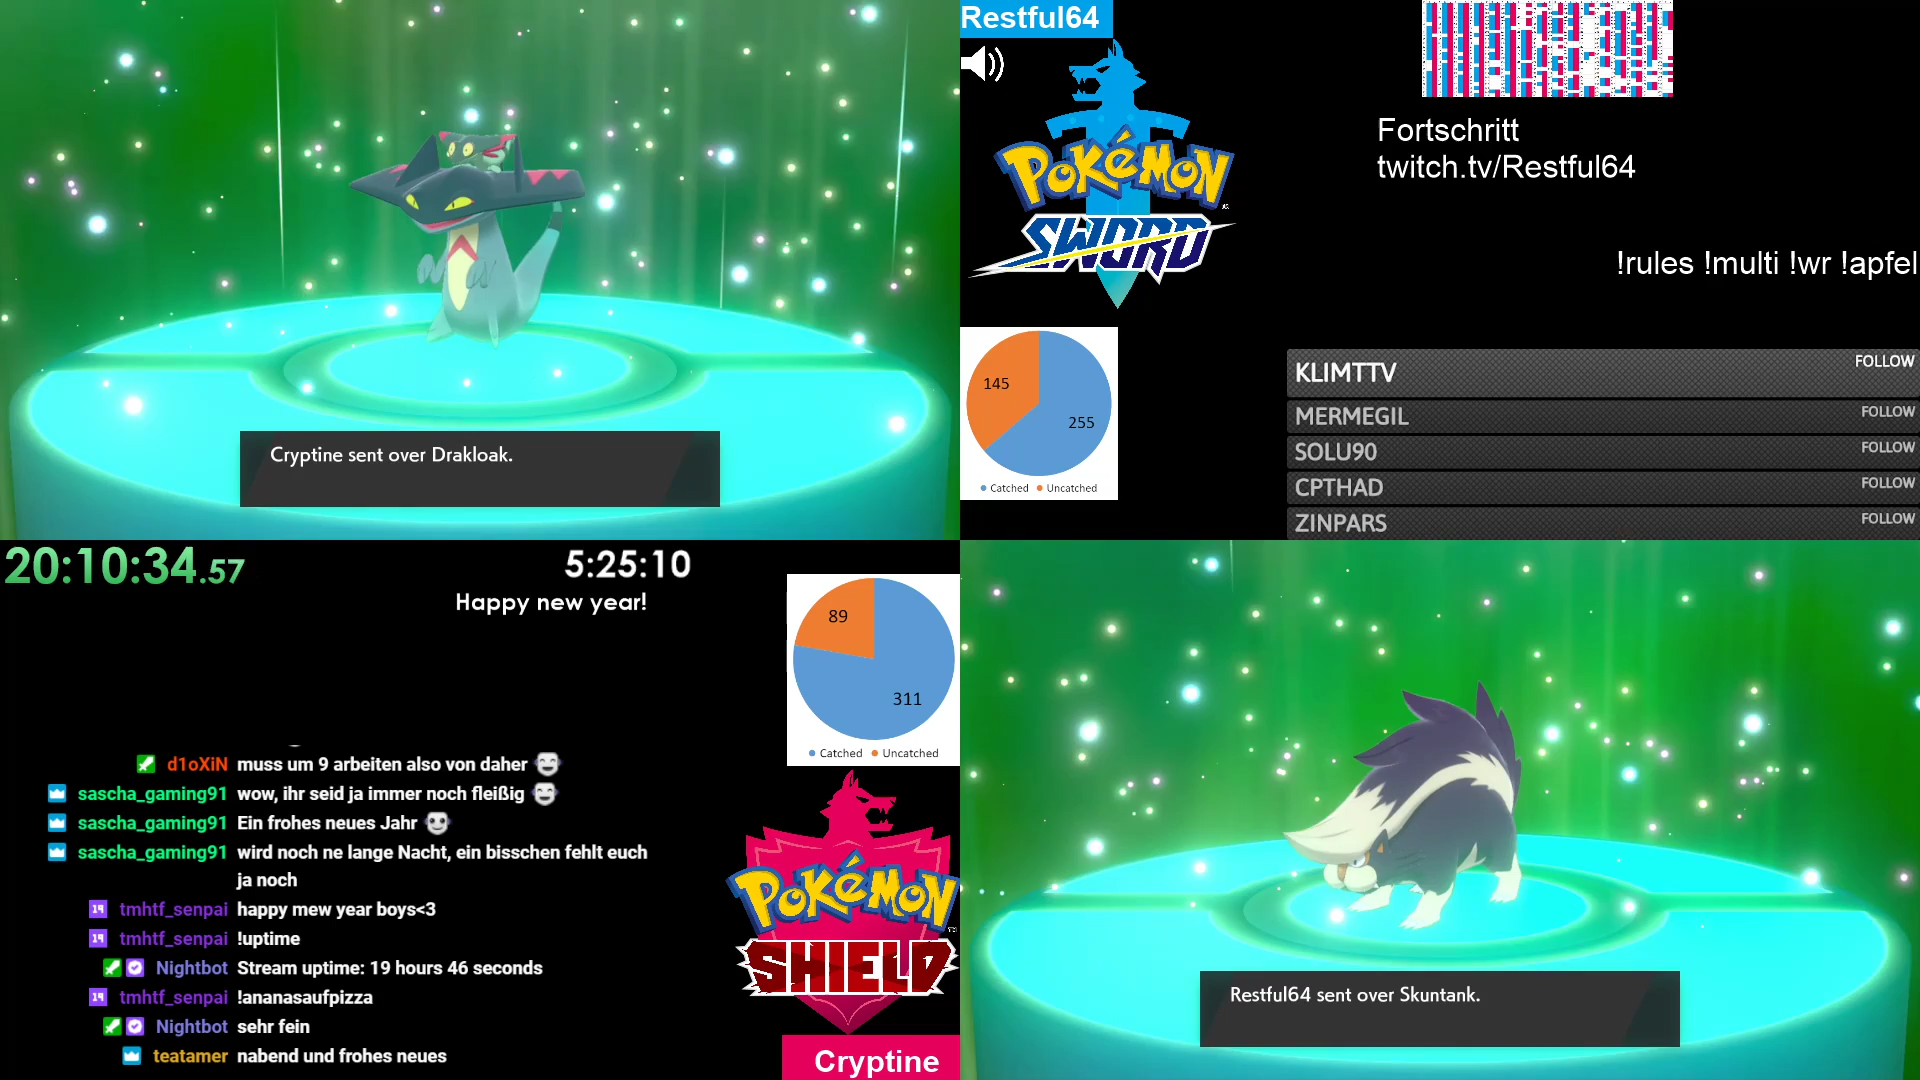 Cryptine sent over Drakloak.
Restful64
POKÉMON
SWORD
Fortschritt
twitch.tv/Restful64
!rules !multi !wr !apfel
145
255
Catched Uncatched
KLIMTTV FOLLOW
MERMEGIL FOLLOW
SOLU90 FOLLOW
CPTHAD FOLLOW
ZINPARS FOLLOW
20:10:34.57
5:25:10
Happy new year!
89
311
Catched Uncatched
d1oXiN muss um 9 arbeiten also von daher
sascha_gaming91 wow, ihr seid ja immer noch fleißig
sascha_gaming91 Ein frohes neues Jahr
sascha_gaming91 wird noch ne lange Nacht, ein bisschen fehlt euch
ja noch
19 tmhtf_senpai happy mew year boys<3
19 tmhtf_senpai !uptime
Nightbot Stream uptime: 19 hours 46 seconds
19 tmhtf_senpai !ananasaufpizza
Nightbot sehr fein
teatamer nabend und frohes neues
POKÉMON
SHIELD
Cryptine
Restful64 sent over Skuntank.